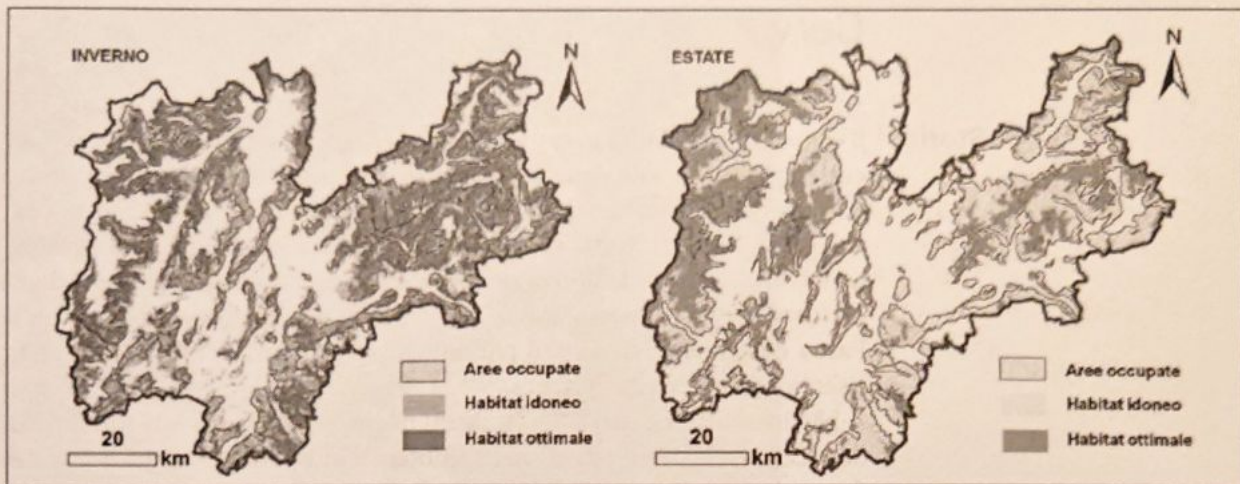 INVERNO
N
Aree occupate
Habitat idoneo
Habitat ottimale
20
km
ESTATE
N
Aree occupate
Habitat idoneo
Habitat ottimale
20
km